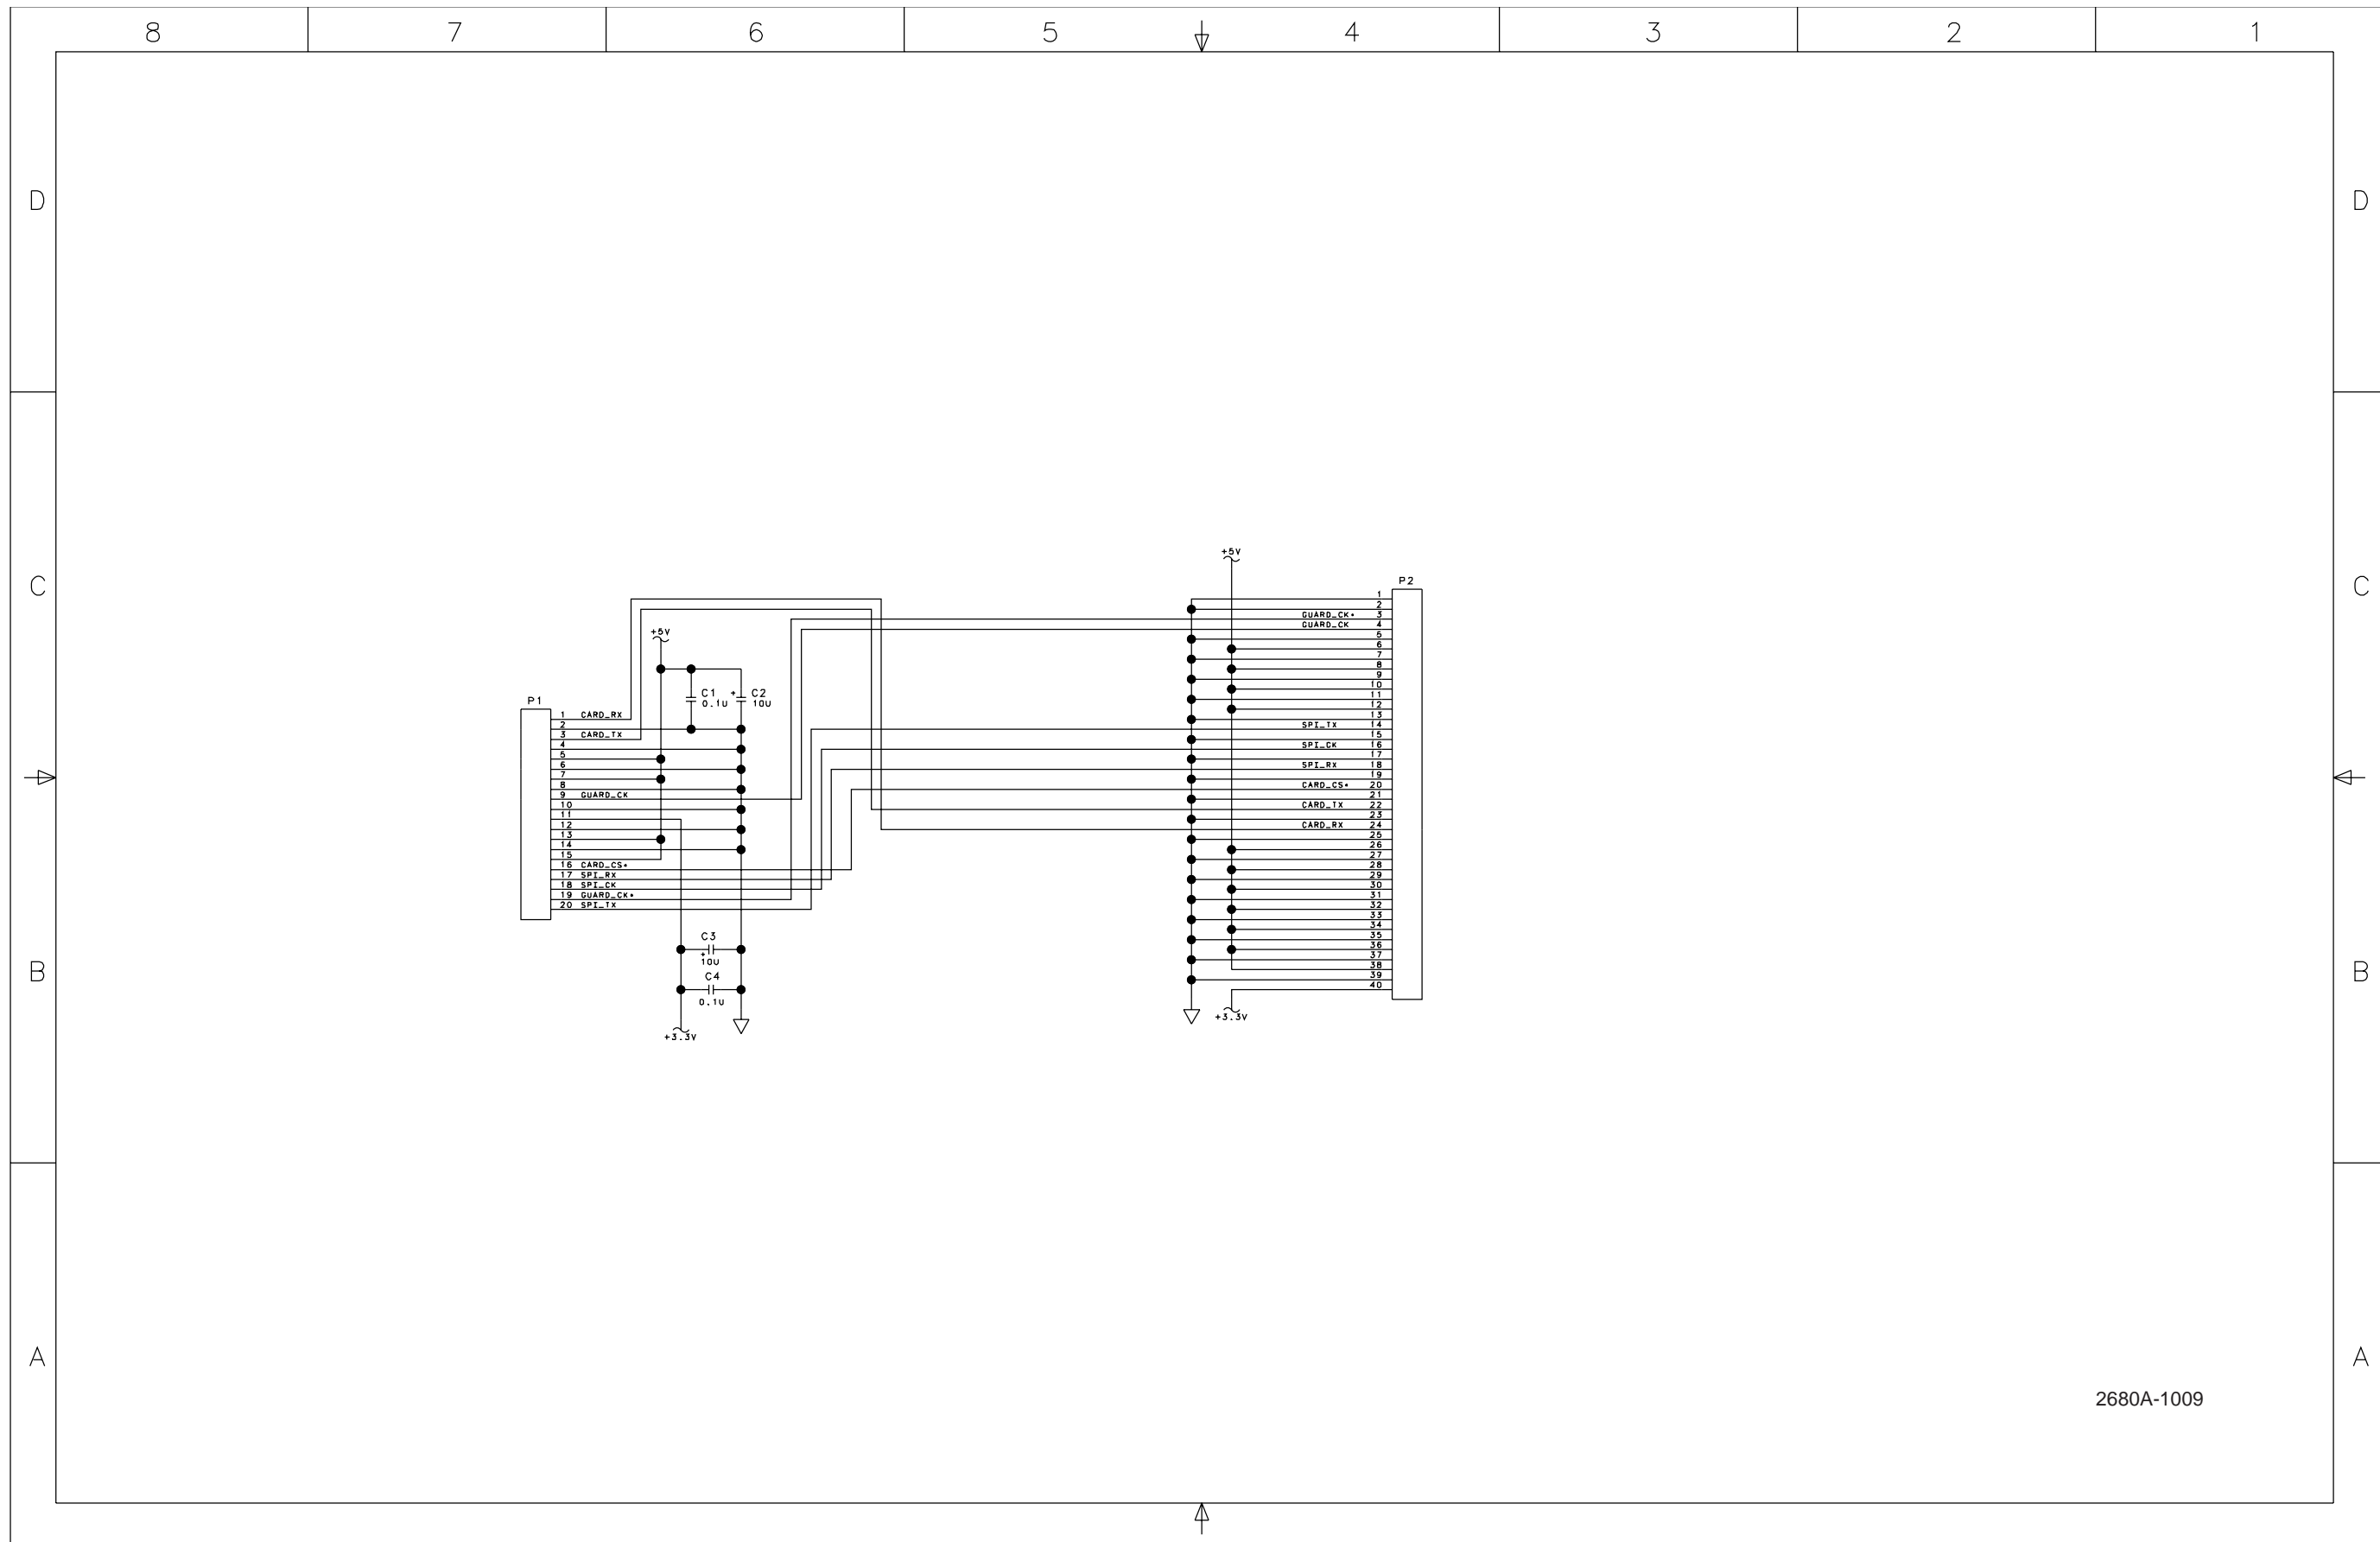 8 7 6 5 4 3 2 1
D D
+5V
C C
P2
1
2
GUARD_CK* 3
GUARD_CK 4
+5V
5
6
7
8
9
10
P1 C1 + C2 11
0.1U 10U 12
1 CARD_RX 13
2 SPI_TX 14
3 CARD_TX 15
4 SPI_CK 16
5 17
6 SPI_RX 18
7 19
8 CARD_CS* 20
9 GUARD_CK 21
10 CARD_TX 22
11 23
12 CARD_RX 24
13 25
14 26
15 27
16 CARD_CS* 28
17 SPI_RX 29
18 SPI_CK 30
19 GUARD_CK* 31
20 SPI_TX 32
33
34
C3 35
36
+
10U 37
38
B B
C4 39
40
0.1U
+3.3V
+3.3V
A A
2680A-1009